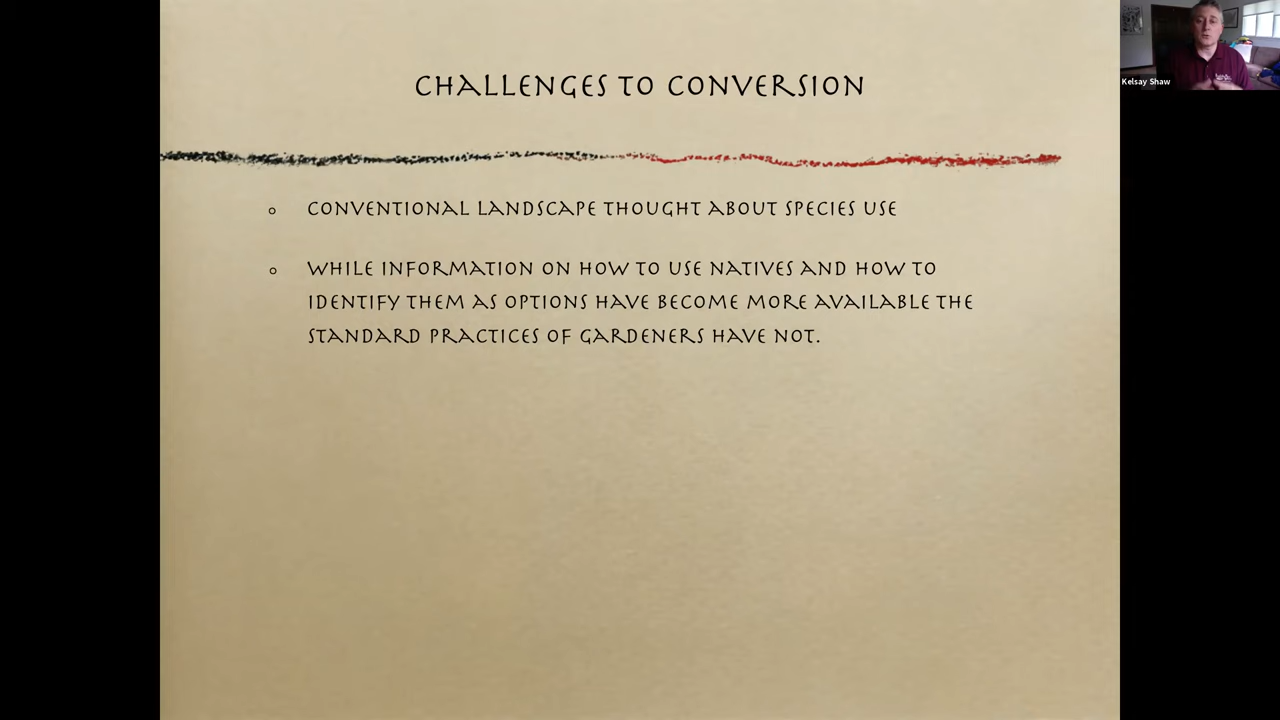 CHALLENGES TO CONVERSION
Kelsay Shaw
CONVENTIONAL LANDSCAPE THOUGHT ABOUT SPECIES USE
WHILE INFORMATION ON HOW TO USE NATIVES AND HOW TO
IDENTIFY THEM AS OPTIONS HAVE BECOME MORE AVAILABLE THE
STANDARD PRACTICES OF GARDENERS HAVE NOT.